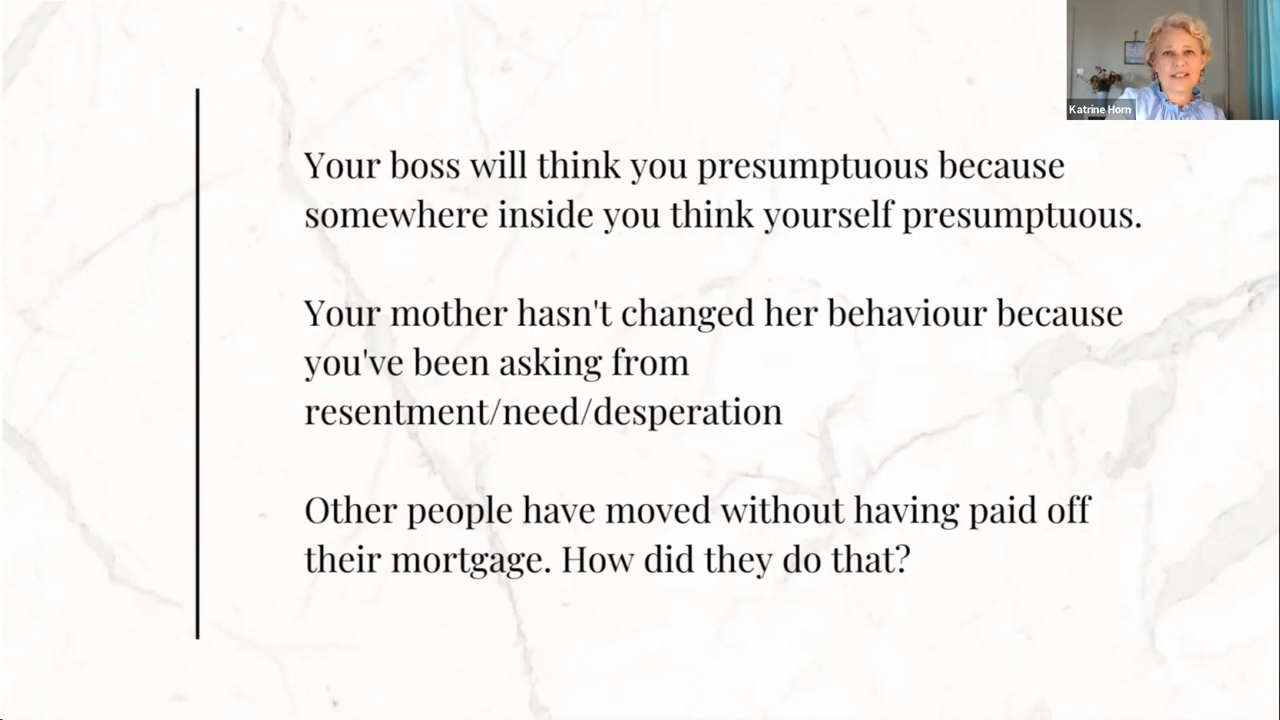 Katrine Horn
Your boss will think you presumptuous because
somewhere inside you think yourself presumptuous.
Your mother hasn't changed her behaviour because
you've been asking from
resentment/need/desperation
Other people have moved without having paid off
their mortgage. How did they do that?